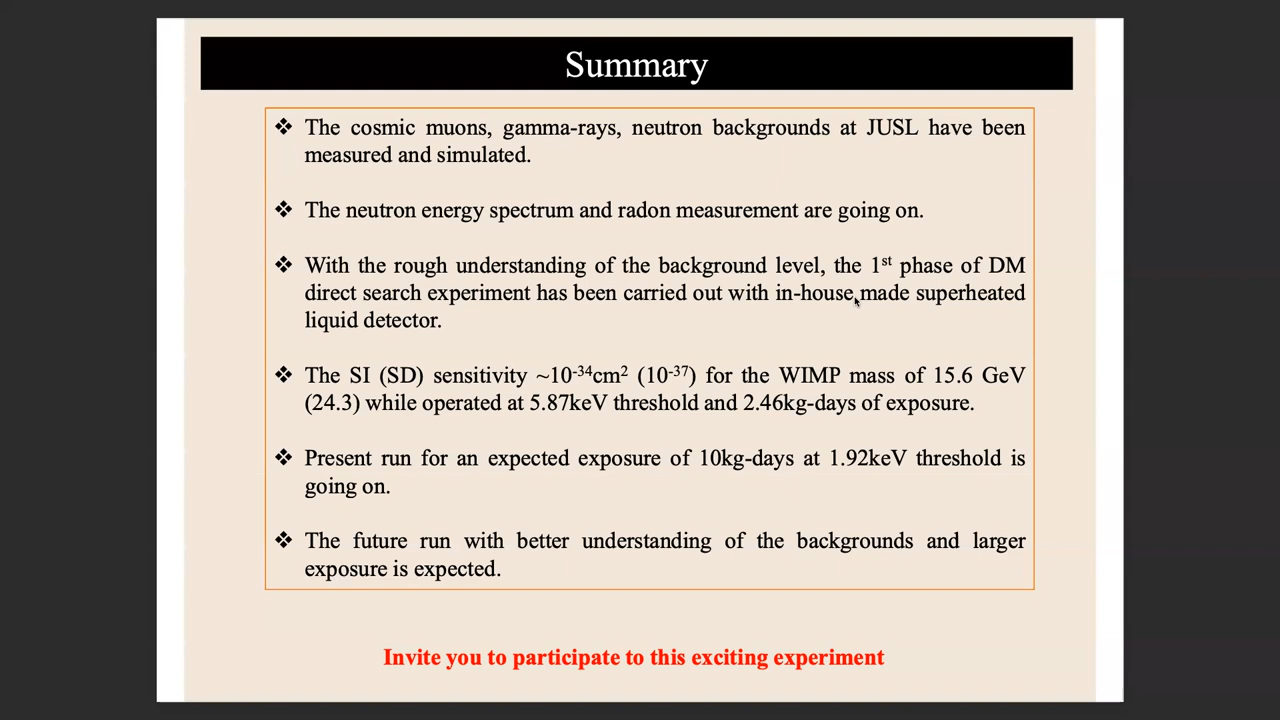 Summary
❖ The cosmic muons, gamma-rays, neutron backgrounds at JUSL have been
measured and simulated.
❖ The neutron energy spectrum and radon measurement are going on.
❖ With the rough understanding of the background level, the 1st phase of DM
direct search experiment has been carried out with in-house made superheated
liquid detector.
❖ The SI (SD) sensitivity ~10⁻³⁴cm² (10⁻³⁷) for the WIMP mass of 15.6 GeV
(24.3) while operated at 5.87keV threshold and 2.46kg-days of exposure.
❖ Present run for an expected exposure of 10kg-days at 1.92keV threshold is
going on.
❖ The future run with better understanding of the backgrounds and larger
exposure is expected.
Invite you to participate to this exciting experiment